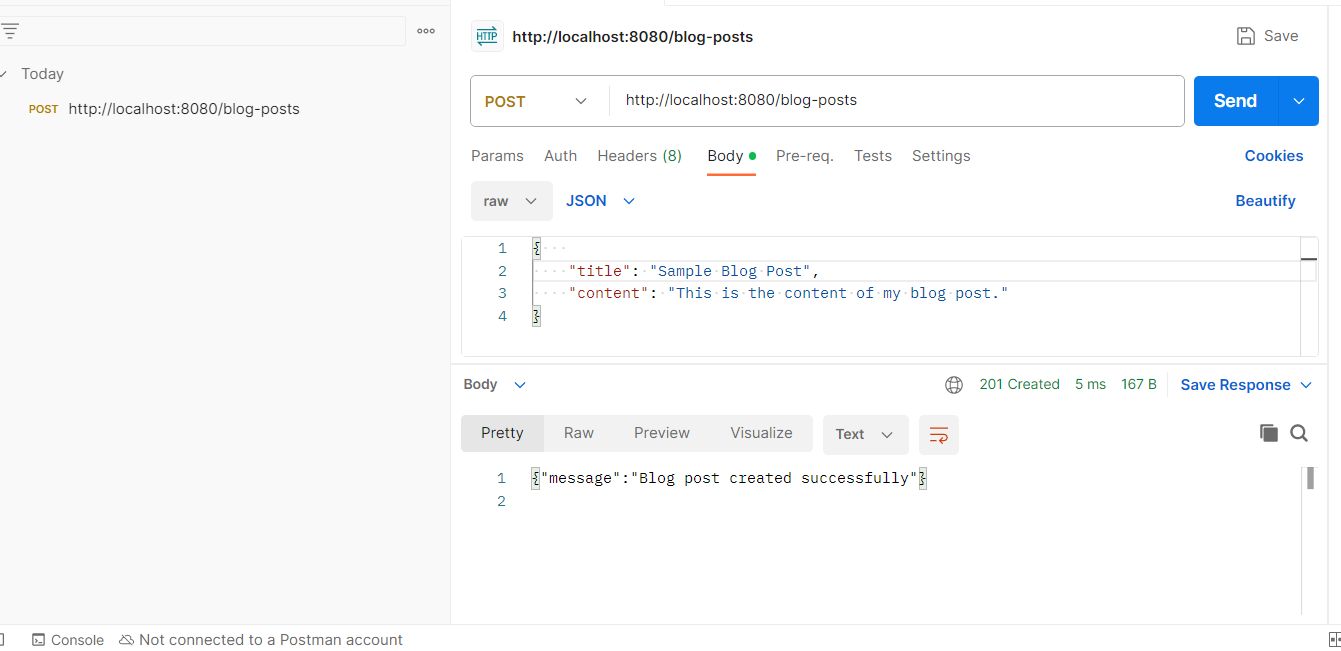 HTTP http://localhost:8080/blog-posts Save
Today
POST http://localhost:8080/blog-posts
POST http://localhost:8080/blog-posts Send
Params Auth Headers (8) Body Pre-req. Tests Settings Cookies
raw JSON Beautify
1 {
2 "title": "Sample Blog Post",
3 "content": "This is the content of my blog post."
4 }
Body 201 Created 5 ms 167 B Save Response
Pretty Raw Preview Visualize Text
1 {"message":"Blog post created successfully"}
2
Console Not connected to a Postman account